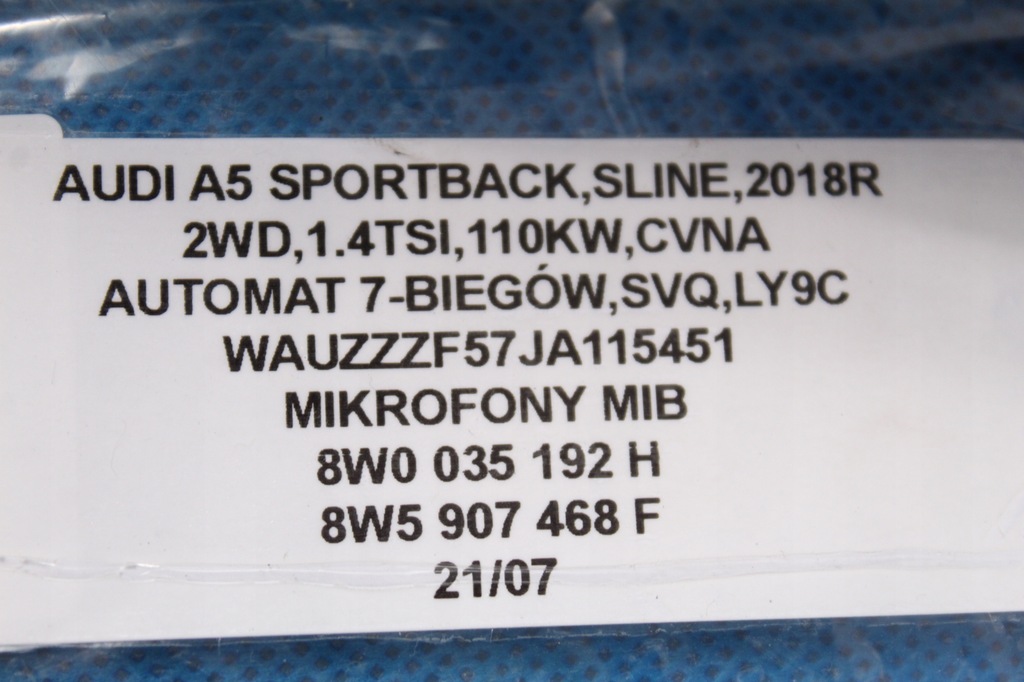 AUDI A5 SPORTBACK,SLINE,2018R
2WD,1.4TSI,110KW,CVNA
AUTOMAT 7-BIEGÓW,SVQ,LY9C
WAUZZZF57JA115451
MIKROFONY MIB
8W0 035 192 H
8W5 907 468 F
21/07